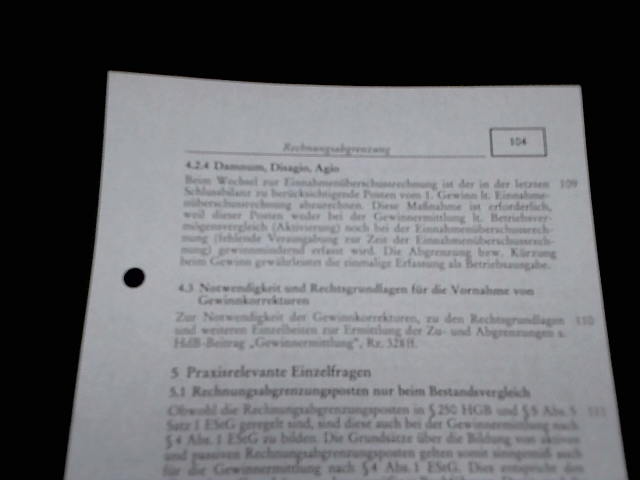 Rechnungsabgrenzung
104
4.2.4 Damnum, Disagio, Agio
Beim Wechsel zur Einnahmenüberschussrechnung ist der in der letzten 109
Schlussbilanz zu berücksichtigende Posten vom 1. Gewinn lt. Einnahme-
nüberschussrechnung abzurechnen. Diese Maßnahme ist erforderlich,
weil dieser Posten weder bei der Gewinnermittlung lt. Betriebsver-
mögensvergleich (Aktivierung) noch bei der Einnahmenüberschussrech-
nung (fehlende Verausgabung zur Zeit der Einnahmenüberschussrech-
nung) gewinnmindernd erfasst wird. Die Abgrenzung bzw. Kürzung
beim Gewinn gewährleistet die einmalige Erfassung als Betriebsausgabe.
4.3 Notwendigkeit und Rechtsgrundlagen für die Vornahme von
Gewinnkorrekturen
Zur Notwendigkeit der Gewinnkorrekturen, zu den Rechtsgrundlagen 110
und weiteren Einzelheiten zur Ermittlung der Zu- und Abgrenzungen s.
HdB-Beitrag „Gewinnermittlung", Rz. 328 ff.
5 Praxisrelevante Einzelfragen
5.1 Rechnungsabgrenzungsposten nur beim Bestandsvergleich
Obwohl die Rechnungsabgrenzungsposten in § 250 HGB und § 5 Abs. 5 111
Satz 1 EStG geregelt sind, sind diese auch bei der Gewinnermittlung nach
§ 4 Abs. 1 EStG zu bilden. Die Grundsätze über die Bildung von aktiven
und passiven Rechnungsabgrenzungsposten gelten somit sinngemäß auch
für die Gewinnermittlung nach § 4 Abs. 1 EStG. Dies entspricht den